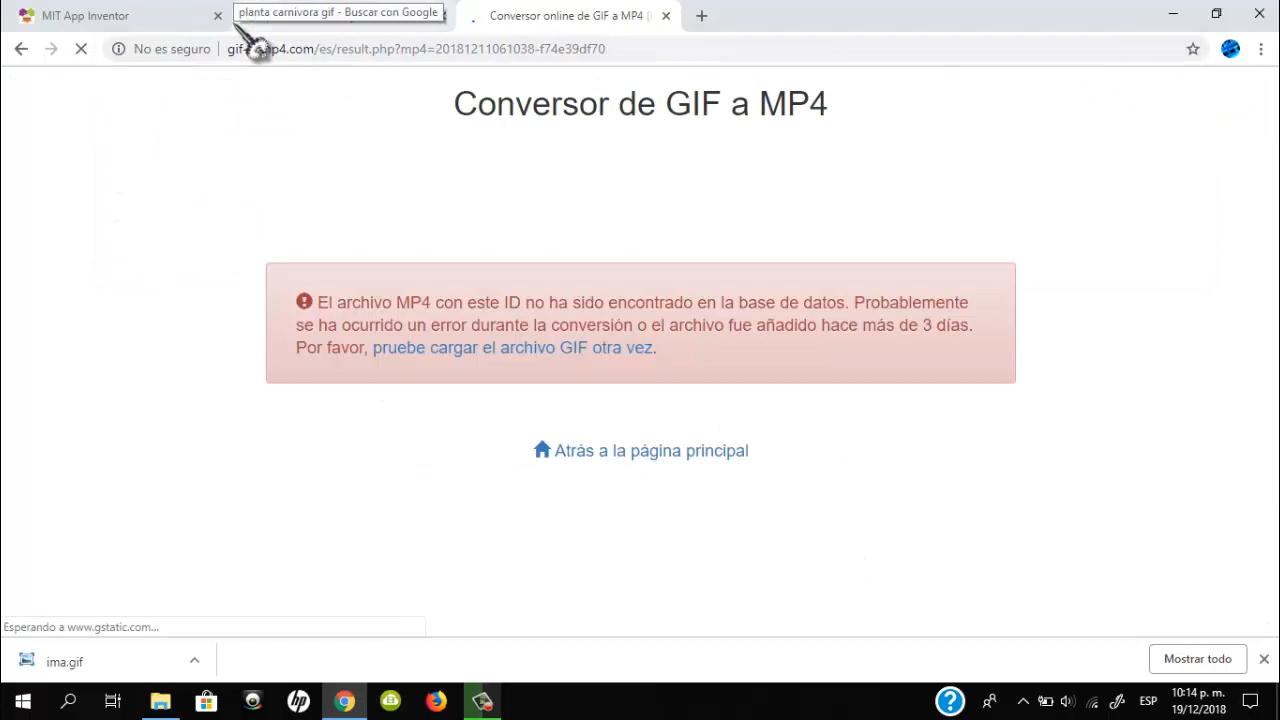 MIT App Inventor
planta carnivora gif - Buscar con Google
Conversor online de GIF a MP4
No es seguro
mp4.com/es/result.php?mp4=20181211061038-f74e39df70
Conversor de GIF a MP4
El archivo MP4 con este ID no ha sido encontrado en la base de datos. Probablemente
se ha ocurrido un error durante la conversión o el archivo fue añadido hace más de 3 días.
Por favor, pruebe cargar el archivo GIF otra vez.
Atrás a la página principal
Esperando a www.gstatic.com...
ima.gif
Mostrar todo
hp
ESP
10:14 p. m.
19/12/2018